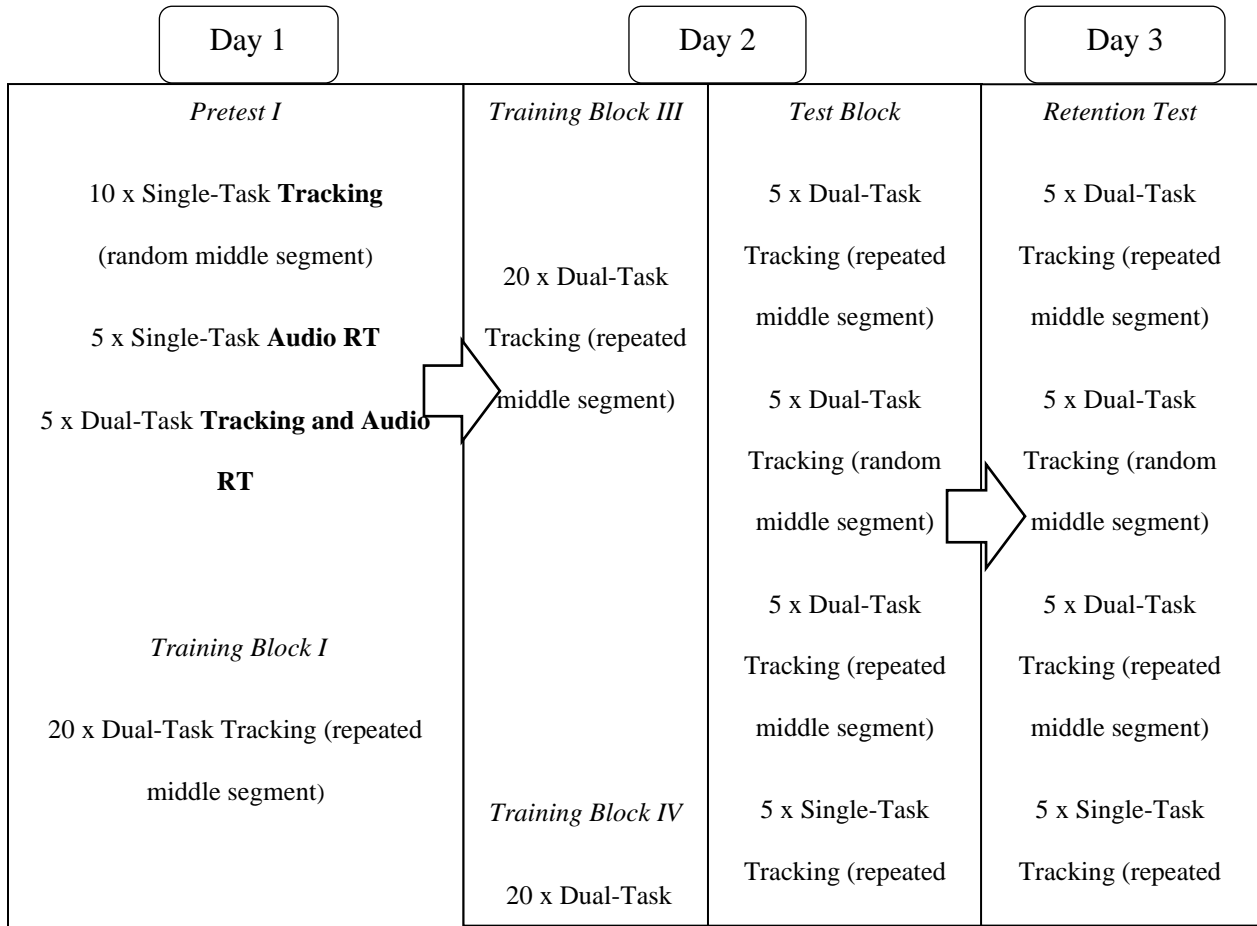 Day 1
Day 2
Day 3
Pretest I
10 x Single-Task Tracking
(random middle segment)
5 x Single-Task Audio RT
5 x Dual-Task Tracking and Audio
RT
Training Block I
20 x Dual-Task Tracking (repeated
middle segment)
Training Block III
20 x Dual-Task
Tracking (repeated
middle segment)
Training Block IV
20 x Dual-Task
Test Block
5 x Dual-Task
Tracking (repeated
middle segment)
5 x Dual-Task
Tracking (random
middle segment)
5 x Dual-Task
Tracking (repeated
middle segment)
5 x Single-Task
Tracking (repeated
Retention Test
5 x Dual-Task
Tracking (repeated
middle segment)
5 x Dual-Task
Tracking (random
middle segment)
5 x Dual-Task
Tracking (repeated
middle segment)
5 x Single-Task
Tracking (repeated